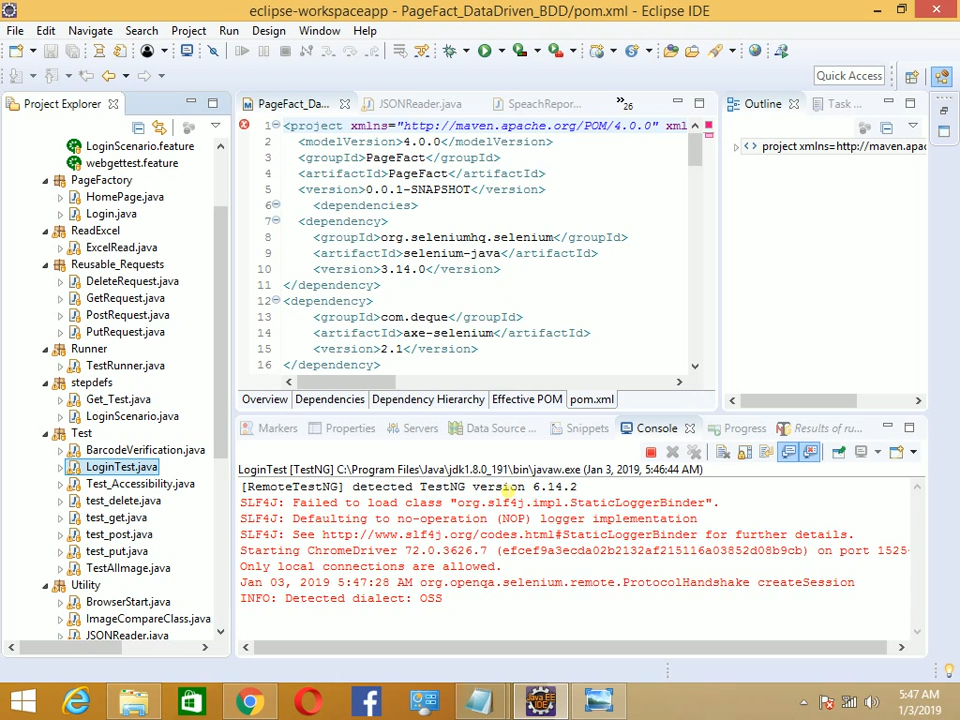 eclipse-workspaceapp - PageFact_DataDriven_BDD/pom.xml - Eclipse IDE
File Edit Navigate Search Project Run Design Window Help
Quick Access
Project Explorer
LoginScenario.feature
webgettest.feature
PageFactory
HomePage.java
Login.java
ReadExcel
ExcelRead.java
Reusable_Requests
DeleteRequest.java
GetRequest.java
PostRequest.java
PutRequest.java
Runner
TestRunner.java
stepdefs
Get_Test.java
LoginScenario.java
Test
BarcodeVerification.java
LoginTest.java
Test_Accessibility.java
test_delete.java
test_get.java
test_post.java
test_put.java
TestAllmage.java
Utility
BrowserStart.java
ImageCompareClass.java
JSONReader.java
PageFact_Da... JSONReader.java SpeachRepor... »26
1 <project xmlns="http://maven.apache.org/POM/4.0.0" xml
2 <modelVersion>4.0.0</modelVersion>
3 <groupId>PageFact</groupId>
4 <artifactId>PageFact</artifactId>
5 <version>0.0.1-SNAPSHOT</version>
6 <dependencies>
7 <dependency>
8 <groupId>org.seleniumhq.selenium</groupId>
9 <artifactId>selenium-java</artifactId>
10 <version>3.14.0</version>
11 </dependency>
12 <dependency>
13 <groupId>com.deque</groupId>
14 <artifactId>axe-selenium</artifactId>
15 <version>2.1</version>
16 </dependency>
Overview Dependencies Dependency Hierarchy Effective POM pom.xml
Outline Task ...
project xmlns=http://maven.apac
Markers Properties Servers Data Source ... Snippets Console Progress Results of ru...
LoginTest [TestNG] C:\Program Files\Java\jdk1.8.0_191\bin\javaw.exe (Jan 3, 2019, 5:46:44 AM)
[RemoteTestNG] detected TestNG version 6.14.2
SLF4J: Failed to load class "org.slf4j.impl.StaticLoggerBinder".
SLF4J: Defaulting to no-operation (NOP) logger implementation
SLF4J: See http://www.slf4j.org/codes.html#StaticLoggerBinder for further details.
Starting ChromeDriver 72.0.3626.7 (efcef9a3ecda02b2132af215116a03852d08b9cb) on port 1525
Only local connections are allowed.
Jan 03, 2019 5:47:28 AM org.openqa.selenium.remote.ProtocolHandshake createSession
INFO: Detected dialect: OSS
5:47 AM
1/3/2019